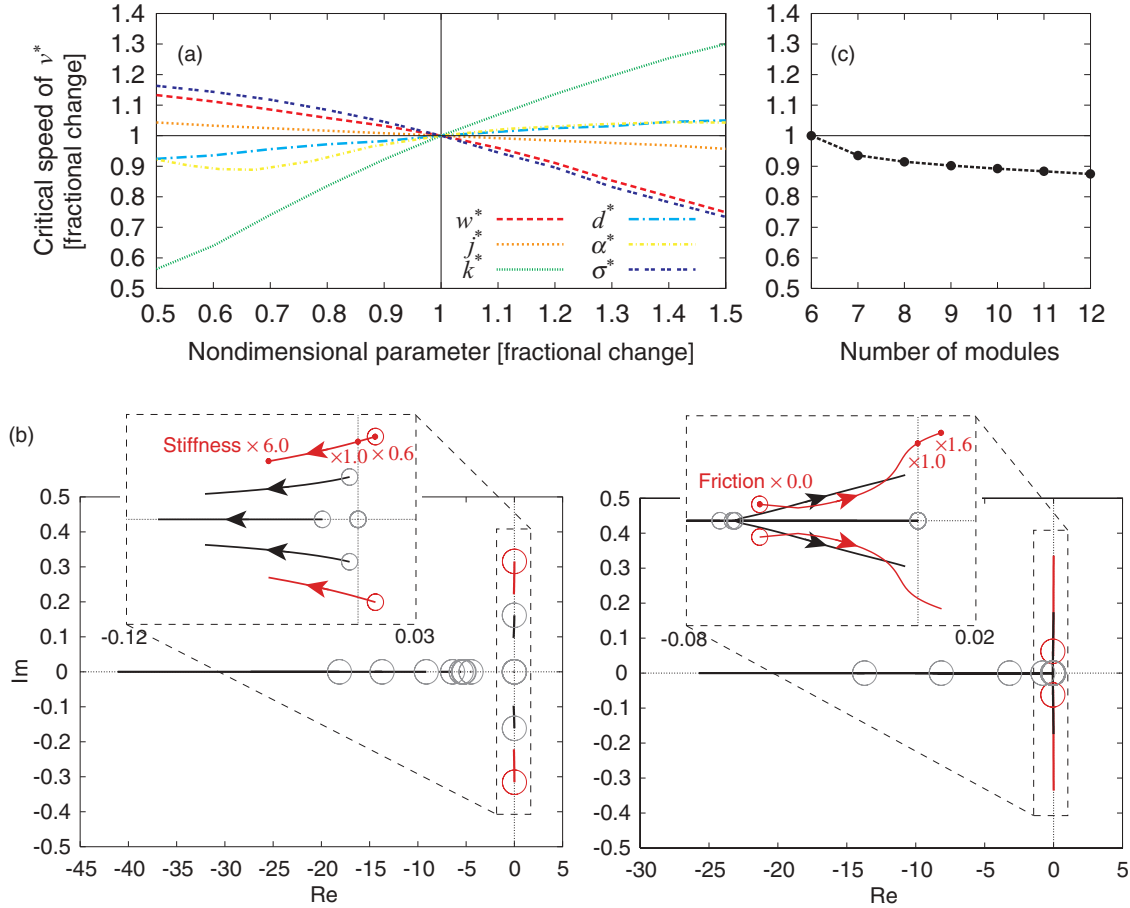 (a)
Critical speed of v*
[fractional change]
1.4
1.3
1.2
1.1
1
0.9
0.8
0.7
0.6
0.5
0.5 0.6 0.7 0.8 0.9 1 1.1 1.2 1.3 1.4 1.5
Nondimensional parameter [fractional change]
w*
j*
k*
d*
α*
σ*
(c)
1.4
1.3
1.2
1.1
1
0.9
0.8
0.7
0.6
0.5
6 7 8 9 10 11 12
Number of modules
(b)
Stiffness × 6.0
×1.0 × 0.6
-0.12 0.03
Im
0.5
0.4
0.3
0.2
0.1
0
-0.1
-0.2
-0.3
-0.4
-0.5
-45 -40 -35 -30 -25 -20 -15 -10 -5 0 5
Re
Friction × 0.0
×1.0
×1.6
-0.08 0.02
0.5
0.4
0.3
0.2
0.1
0
-0.1
-0.2
-0.3
-0.4
-0.5
-30 -25 -20 -15 -10 -5 0 5
Re